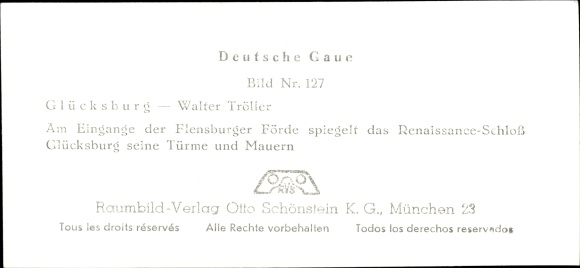 Deutsche Gaue
Bild Nr. 127
Glücksburg — Walter Tröller
Am Eingange der Flensburger Förde spiegelt das Renaissance-Schloß
Glücksburg seine Türme und Mauern
Raumbild-Verlag Otto Schönstein K. G., München 23
Tous les droits réservés Alle Rechte vorbehalten Todos los derechos reservados